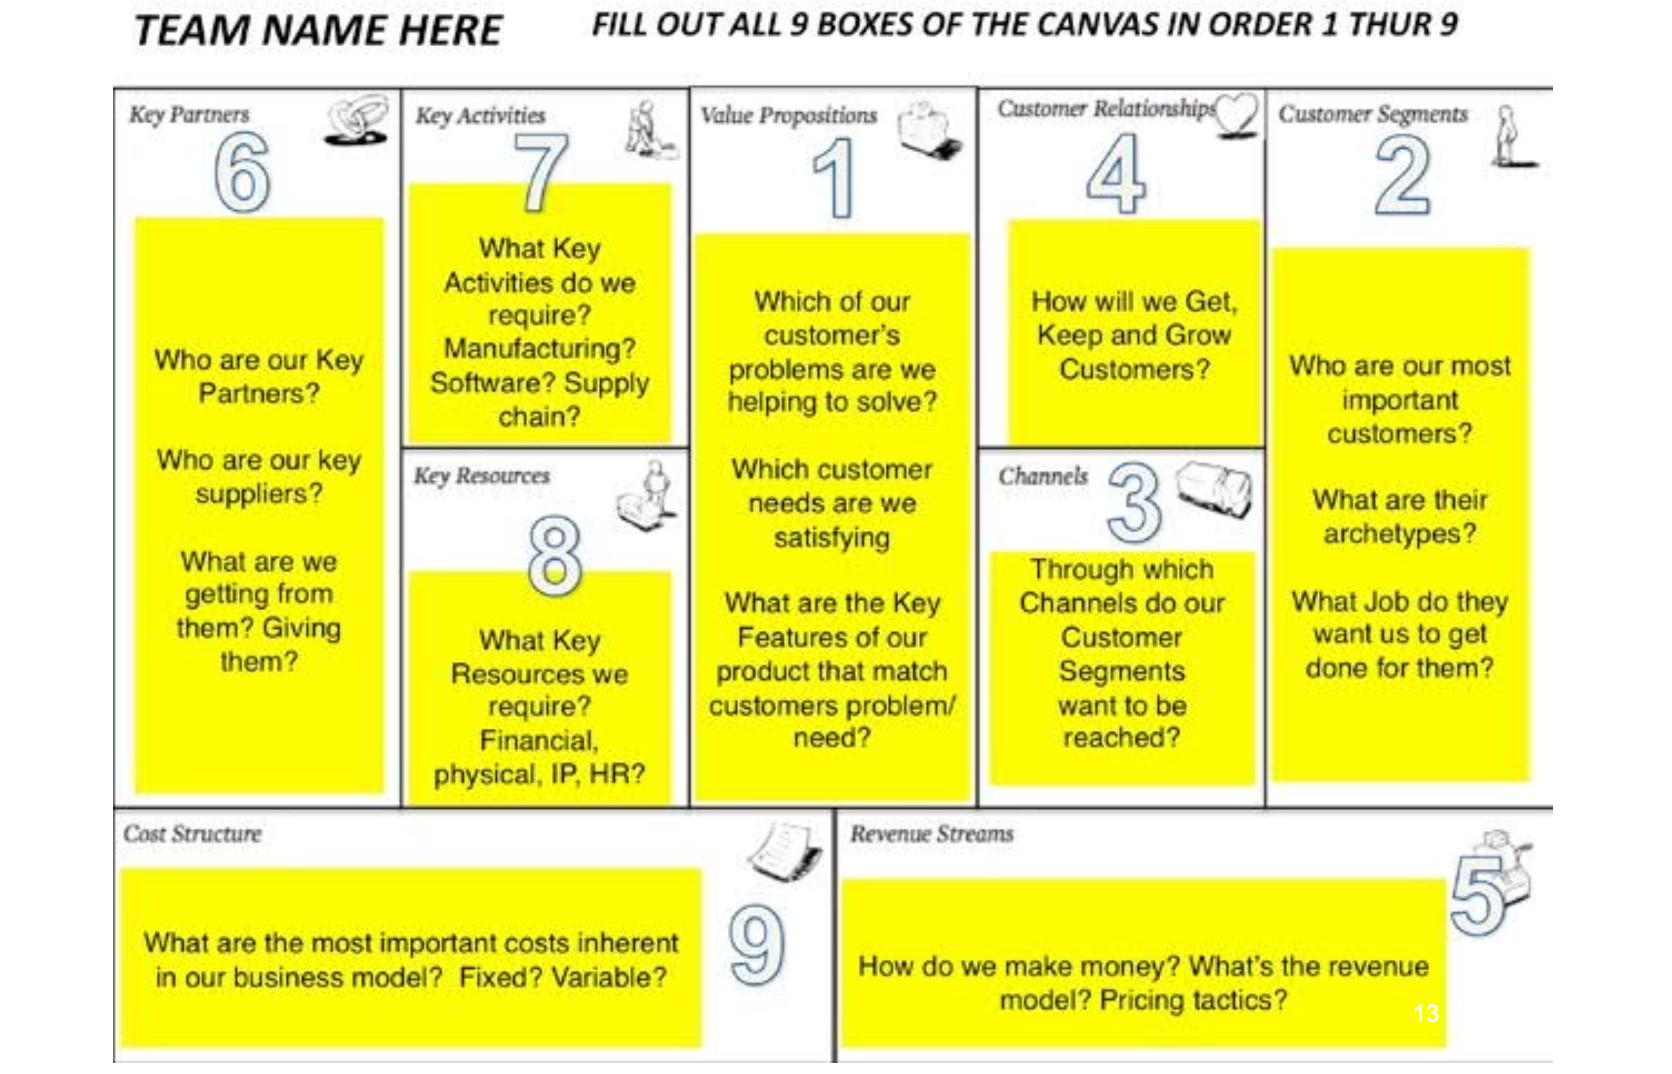 TEAM NAME HERE
FILL OUT ALL 9 BOXES OF THE CANVAS IN ORDER 1 THUR 9
Key Partners
6
Who are our Key
Partners?
Who are our key
suppliers?
What are we
getting from
them? Giving
them?
Key Activities
7
What Key
Activities do we
require?
Manufacturing?
Software? Supply
chain?
Key Resources
8
What Key
Resources we
require?
Financial,
physical, IP, HR?
Value Propositions
1
Which of our
customer's
problems are we
helping to solve?
Which customer
needs are we
satisfying
What are the Key
Features of our
product that match
customers problem/
need?
Customer Relationships
4
How will we Get,
Keep and Grow
Customers?
Channels
3
Through which
Channels do our
Customer
Segments
want to be
reached?
Customer Segments
2
Who are our most
important
customers?
What are their
archetypes?
What Job do they
want us to get
done for them?
Cost Structure
9
What are the most important costs inherent
in our business model?  Fixed? Variable?
Revenue Streams
5
How do we make money? What's the revenue
model? Pricing tactics?
13